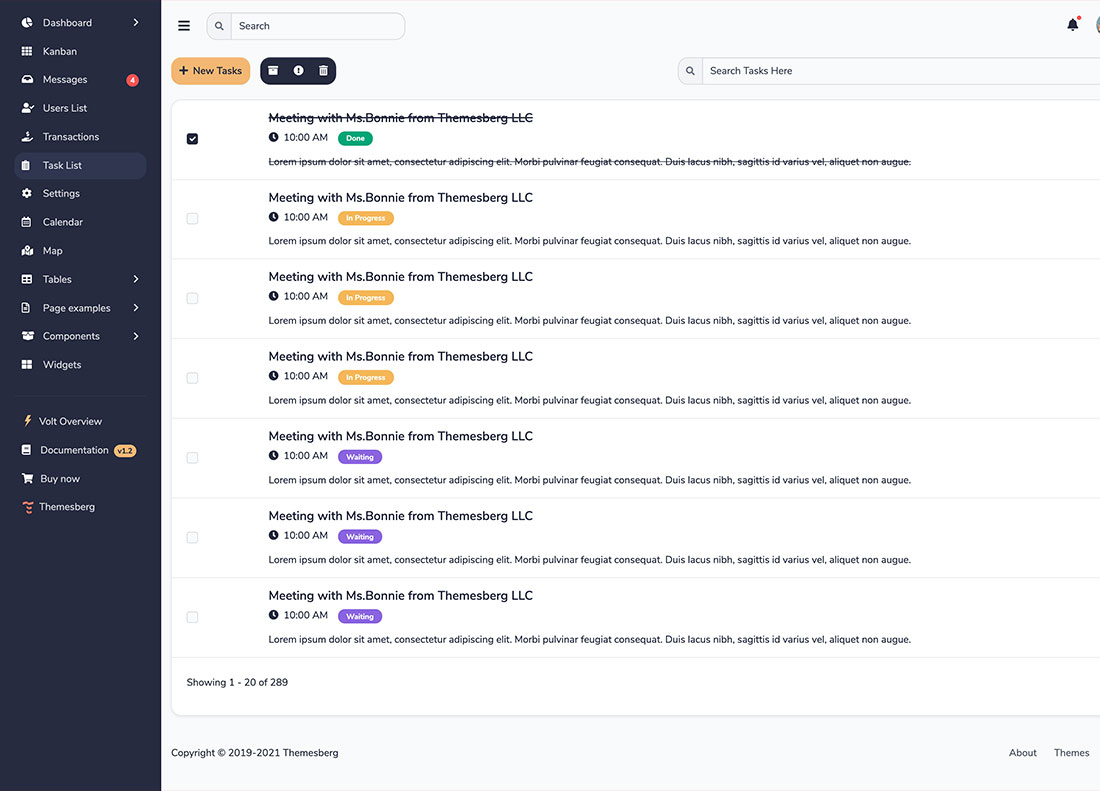 Dashboard
Kanban
Messages 4
Users List
Transactions
Task List
Settings
Calendar
Map
Tables
Page examples
Components
Widgets
Volt Overview
Documentation v1.2
Buy now
Themesberg
Search
New Tasks
Search Tasks Here
Meeting with Ms.Bonnie from Themesberg LLC
10:00 AM Done
Lorem ipsum dolor sit amet, consectetur adipiscing elit. Morbi pulvinar feugiat consequat. Duis lacus nibh, sagittis id varius vel, aliquet non augue.
Meeting with Ms.Bonnie from Themesberg LLC
10:00 AM In Progress
Lorem ipsum dolor sit amet, consectetur adipiscing elit. Morbi pulvinar feugiat consequat. Duis lacus nibh, sagittis id varius vel, aliquet non augue.
Meeting with Ms.Bonnie from Themesberg LLC
10:00 AM In Progress
Lorem ipsum dolor sit amet, consectetur adipiscing elit. Morbi pulvinar feugiat consequat. Duis lacus nibh, sagittis id varius vel, aliquet non augue.
Meeting with Ms.Bonnie from Themesberg LLC
10:00 AM In Progress
Lorem ipsum dolor sit amet, consectetur adipiscing elit. Morbi pulvinar feugiat consequat. Duis lacus nibh, sagittis id varius vel, aliquet non augue.
Meeting with Ms.Bonnie from Themesberg LLC
10:00 AM Waiting
Lorem ipsum dolor sit amet, consectetur adipiscing elit. Morbi pulvinar feugiat consequat. Duis lacus nibh, sagittis id varius vel, aliquet non augue.
Meeting with Ms.Bonnie from Themesberg LLC
10:00 AM Waiting
Lorem ipsum dolor sit amet, consectetur adipiscing elit. Morbi pulvinar feugiat consequat. Duis lacus nibh, sagittis id varius vel, aliquet non augue.
Meeting with Ms.Bonnie from Themesberg LLC
10:00 AM Waiting
Lorem ipsum dolor sit amet, consectetur adipiscing elit. Morbi pulvinar feugiat consequat. Duis lacus nibh, sagittis id varius vel, aliquet non augue.
Showing 1 - 20 of 289
Copyright © 2019-2021 Themesberg
About Themes